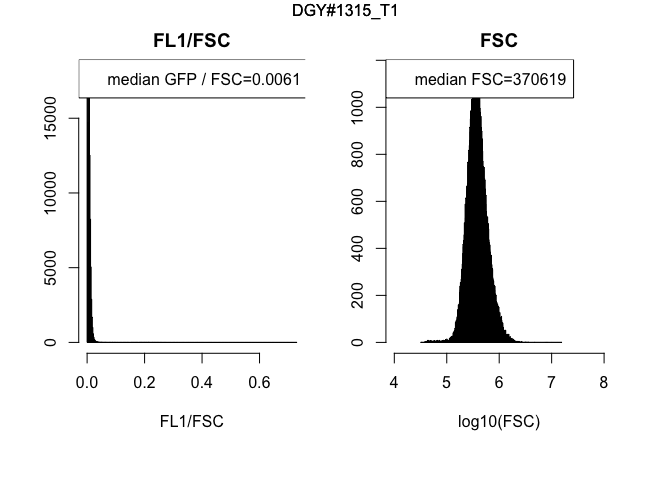 DGY#1315_T1
FL1/FSC
median GFP / FSC=0.0061
0
5000
10000
15000
0.0 0.2 0.4 0.6
FL1/FSC
FSC
median FSC=370619
0
200
400
600
800
1000
4 5 6 7 8
log10(FSC)